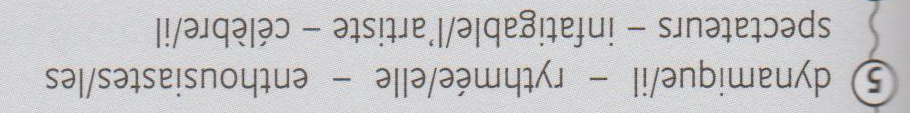 5 dynamique/il – rythmée/elle – enthousiastes/les
spectateurs – infatigable/l'artiste – célèbre/il